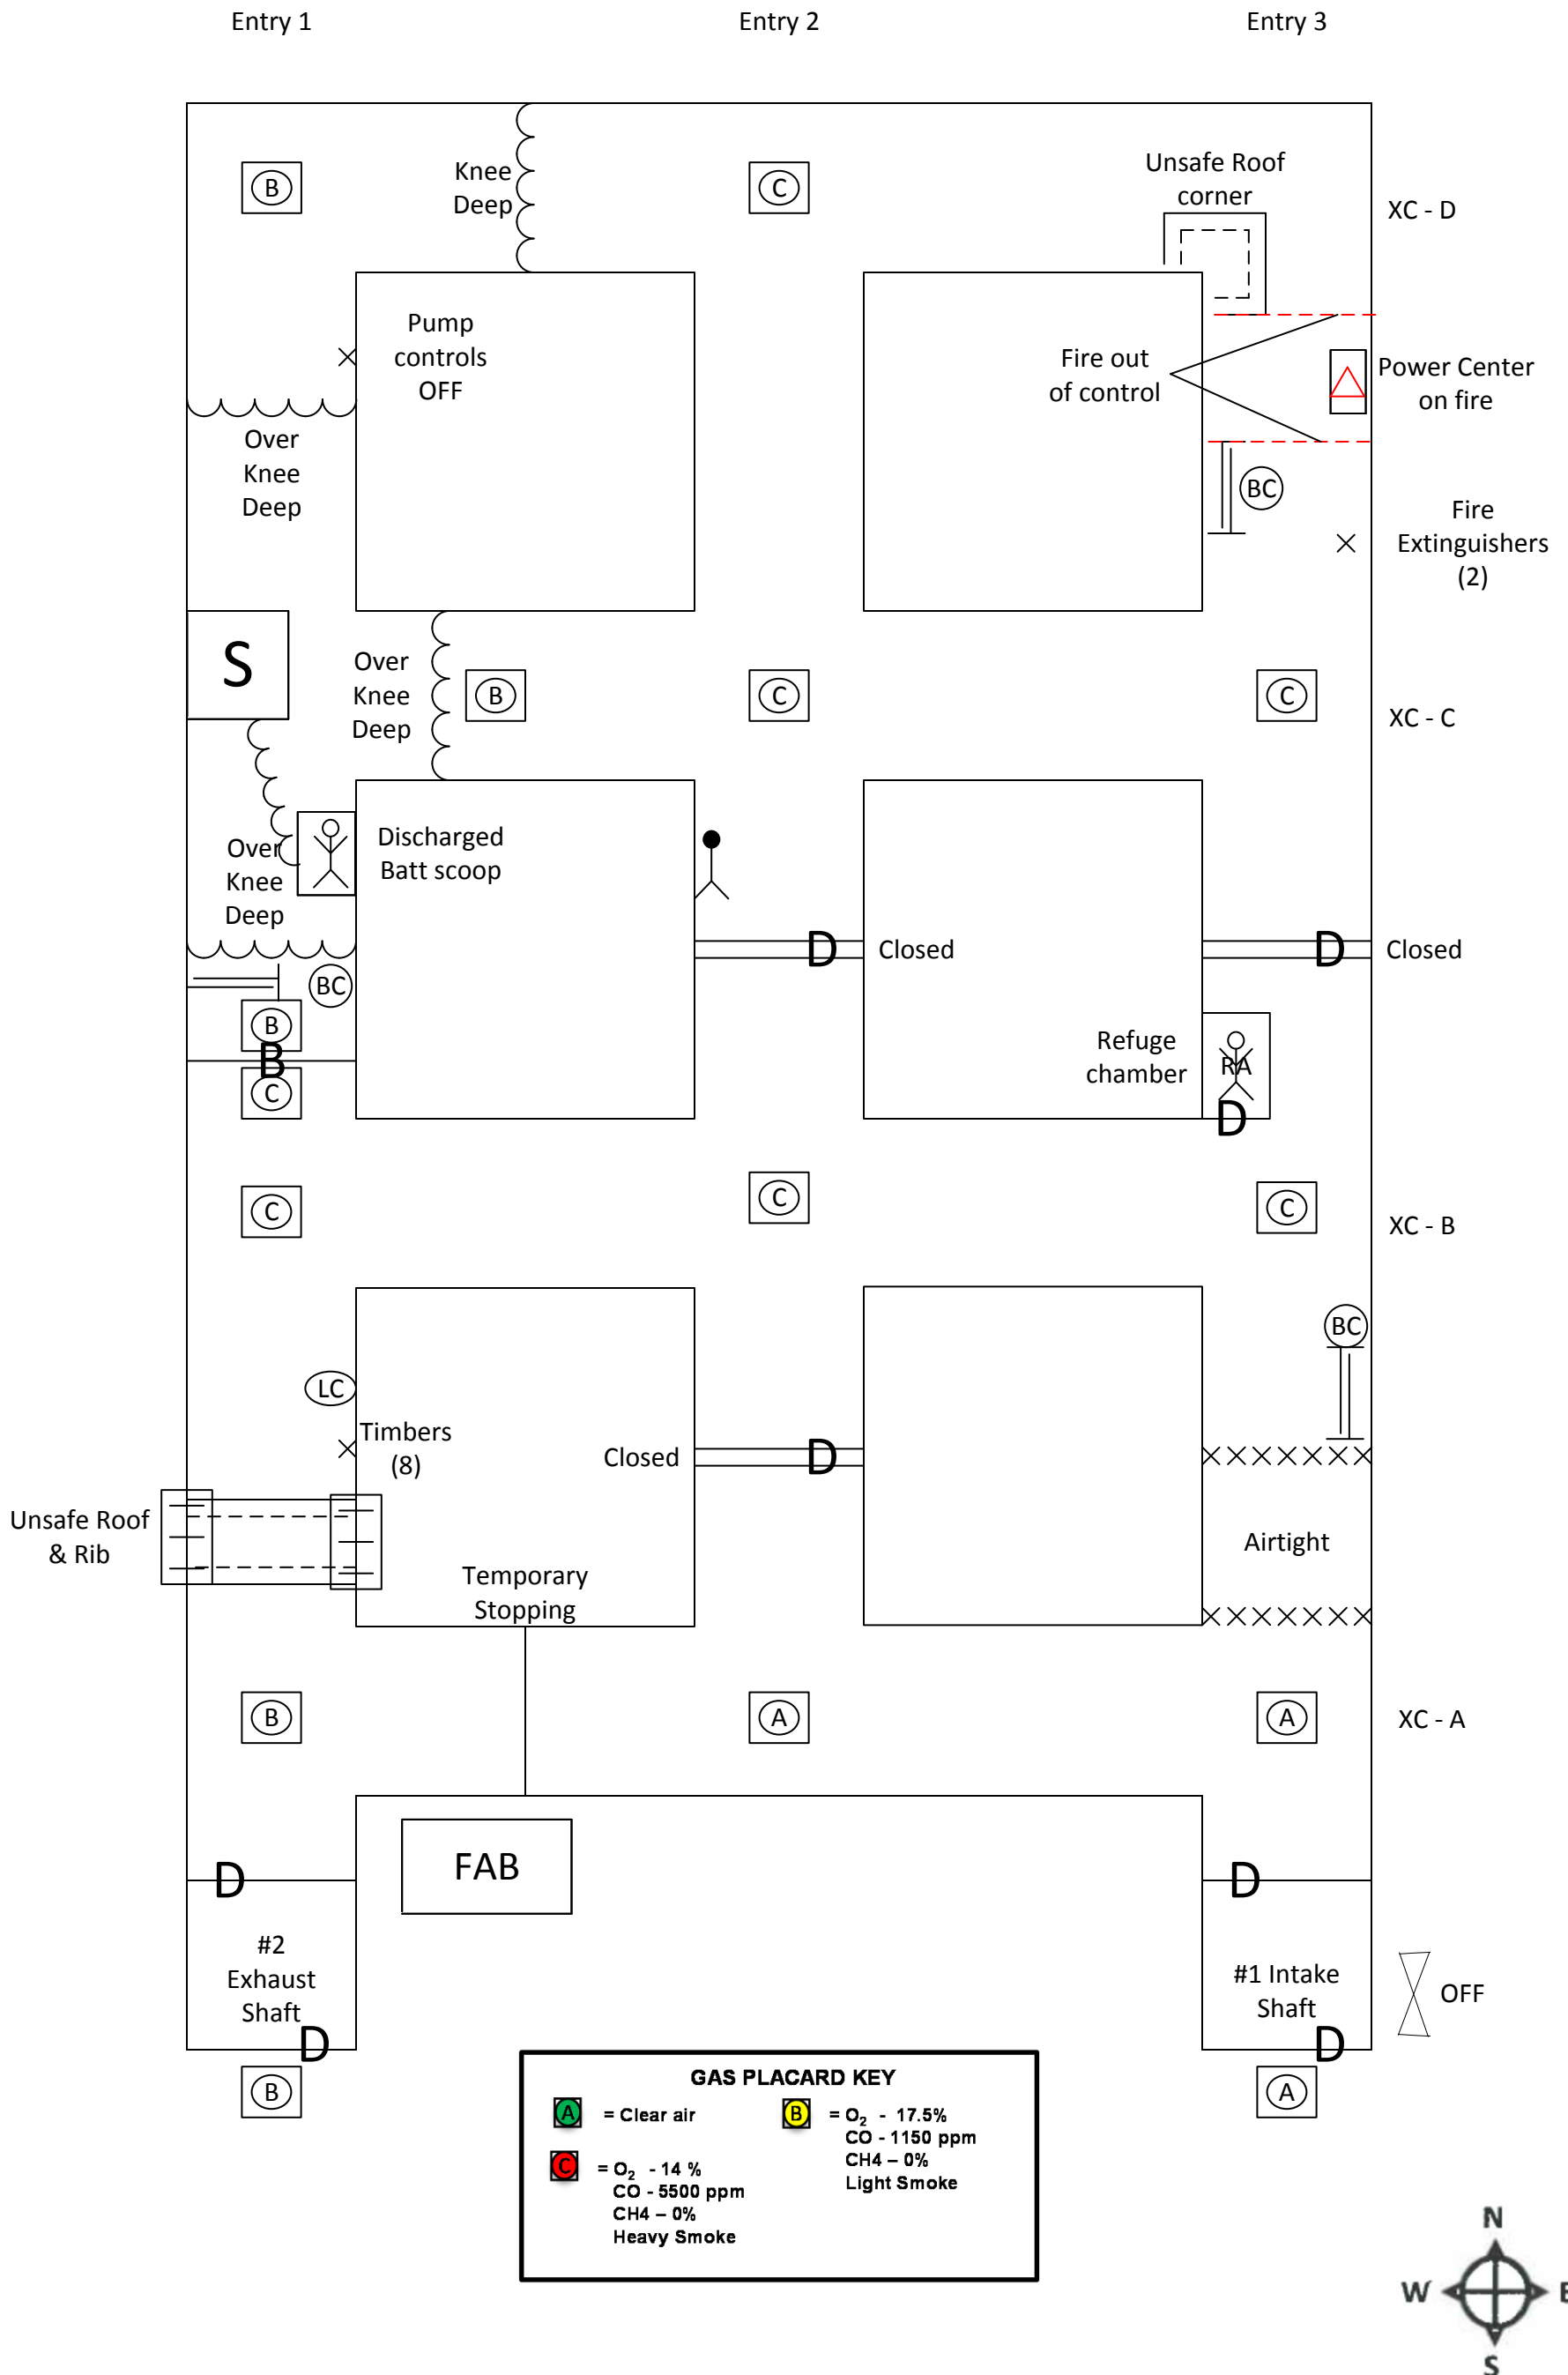 Entry 1
Entry 2
Entry 3
B
Knee
Deep
C
Unsafe Roof
corner
XC - D
Pump
controls
OFF
Fire out
of control
Power Center
on fire
Over
Knee
Deep
BC
Fire
Extinguishers
(2)
S
Over
Knee
Deep
B
C
C
XC - C
Over
Knee
Deep
Discharged
Batt scoop
D
Closed
D
Closed
BC
B
B
C
Refuge
chamber
RA
D
C
C
C
XC - B
BC
LC
Timbers
(8)
Closed
D
Unsafe Roof
& Rib
Airtight
Temporary
Stopping
B
A
A
XC - A
FAB
D
D
#2
Exhaust
Shaft
#1 Intake
Shaft
OFF
D
D
B
A
GAS PLACARD KEY
A = Clear air
B = O2 - 17.5%
CO - 1150 ppm
CH4 – 0%
Light Smoke
C = O2 - 14 %
CO - 5500 ppm
CH4 – 0%
Heavy Smoke
N
W E
S